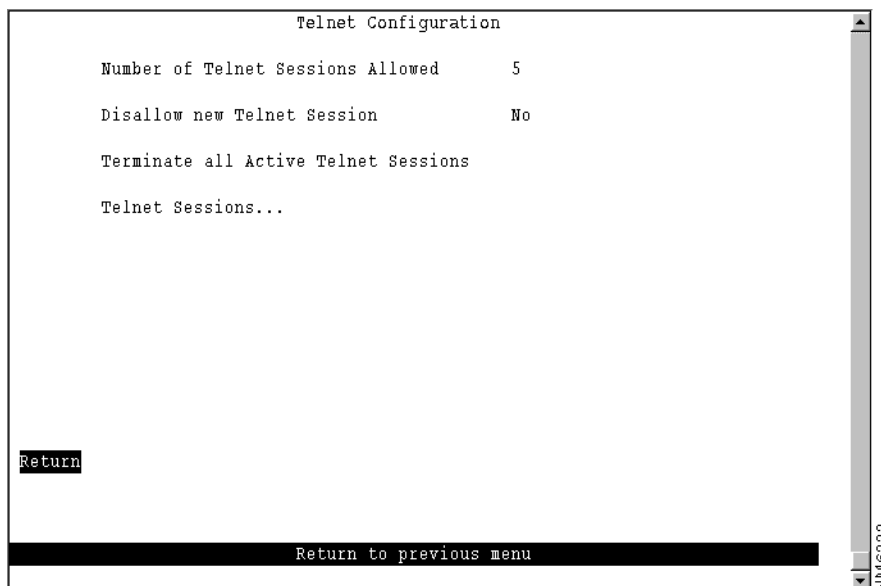 Telnet Configuration
Number of Telnet Sessions Allowed 5
Disallow new Telnet Session No
Terminate all Active Telnet Sessions
Telnet Sessions...
Return
Return to previous menu